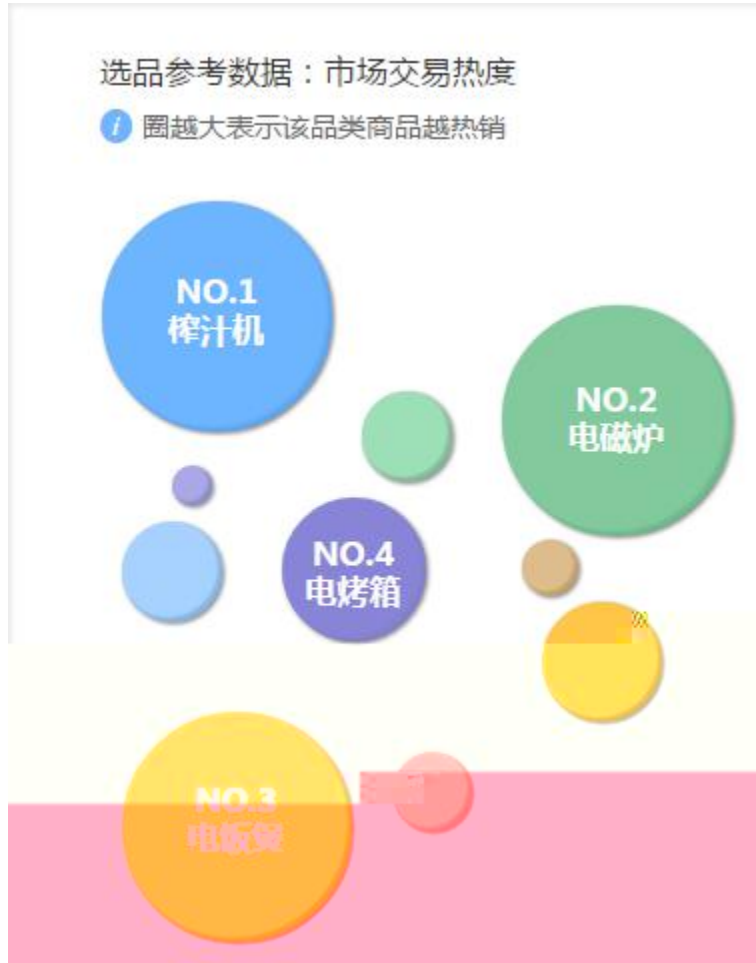 选品参考数据：市场交易热度
i 圈越大表示该品类商品越热销
NO.1
榨汁机
NO.2
电磁炉
NO.4
电烤箱
NO.3
电饭煲